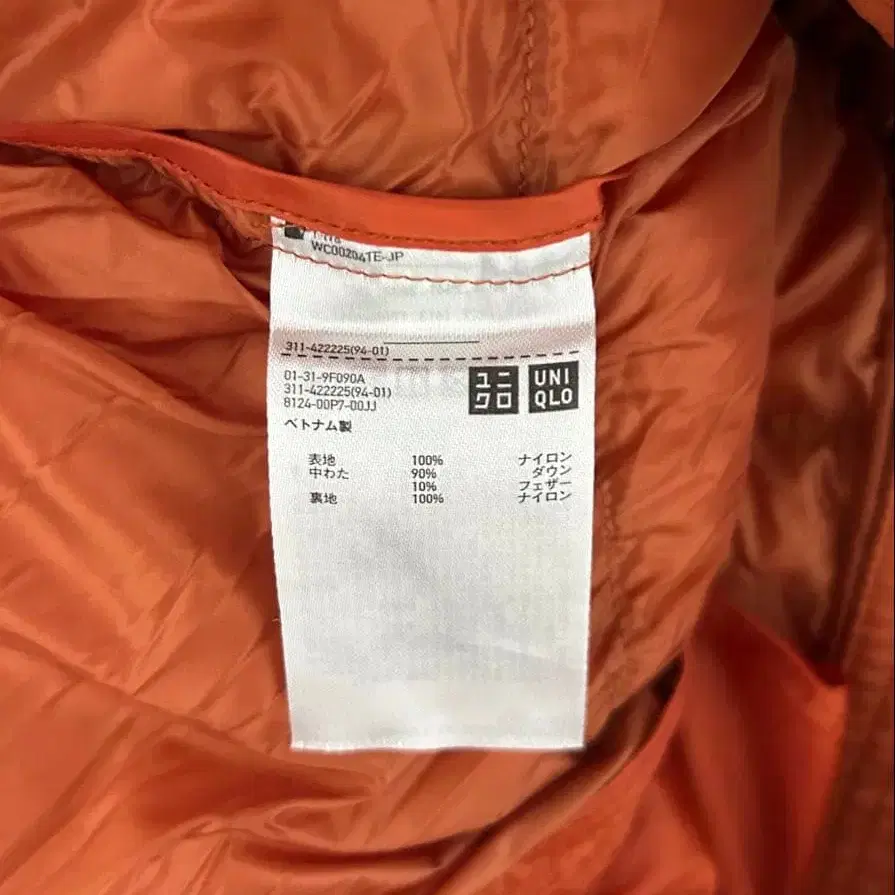 WC00204TE-JP
311-422225(94-01)
01-31-9F090A
311-422225(94-01)
8124-00P7-00JJ
ユニ
クロ
UNI
QLO
ベトナム製
表地 100% ナイロン
中わた 90% ダウン
10% フェザー
裏地 100% ナイロン